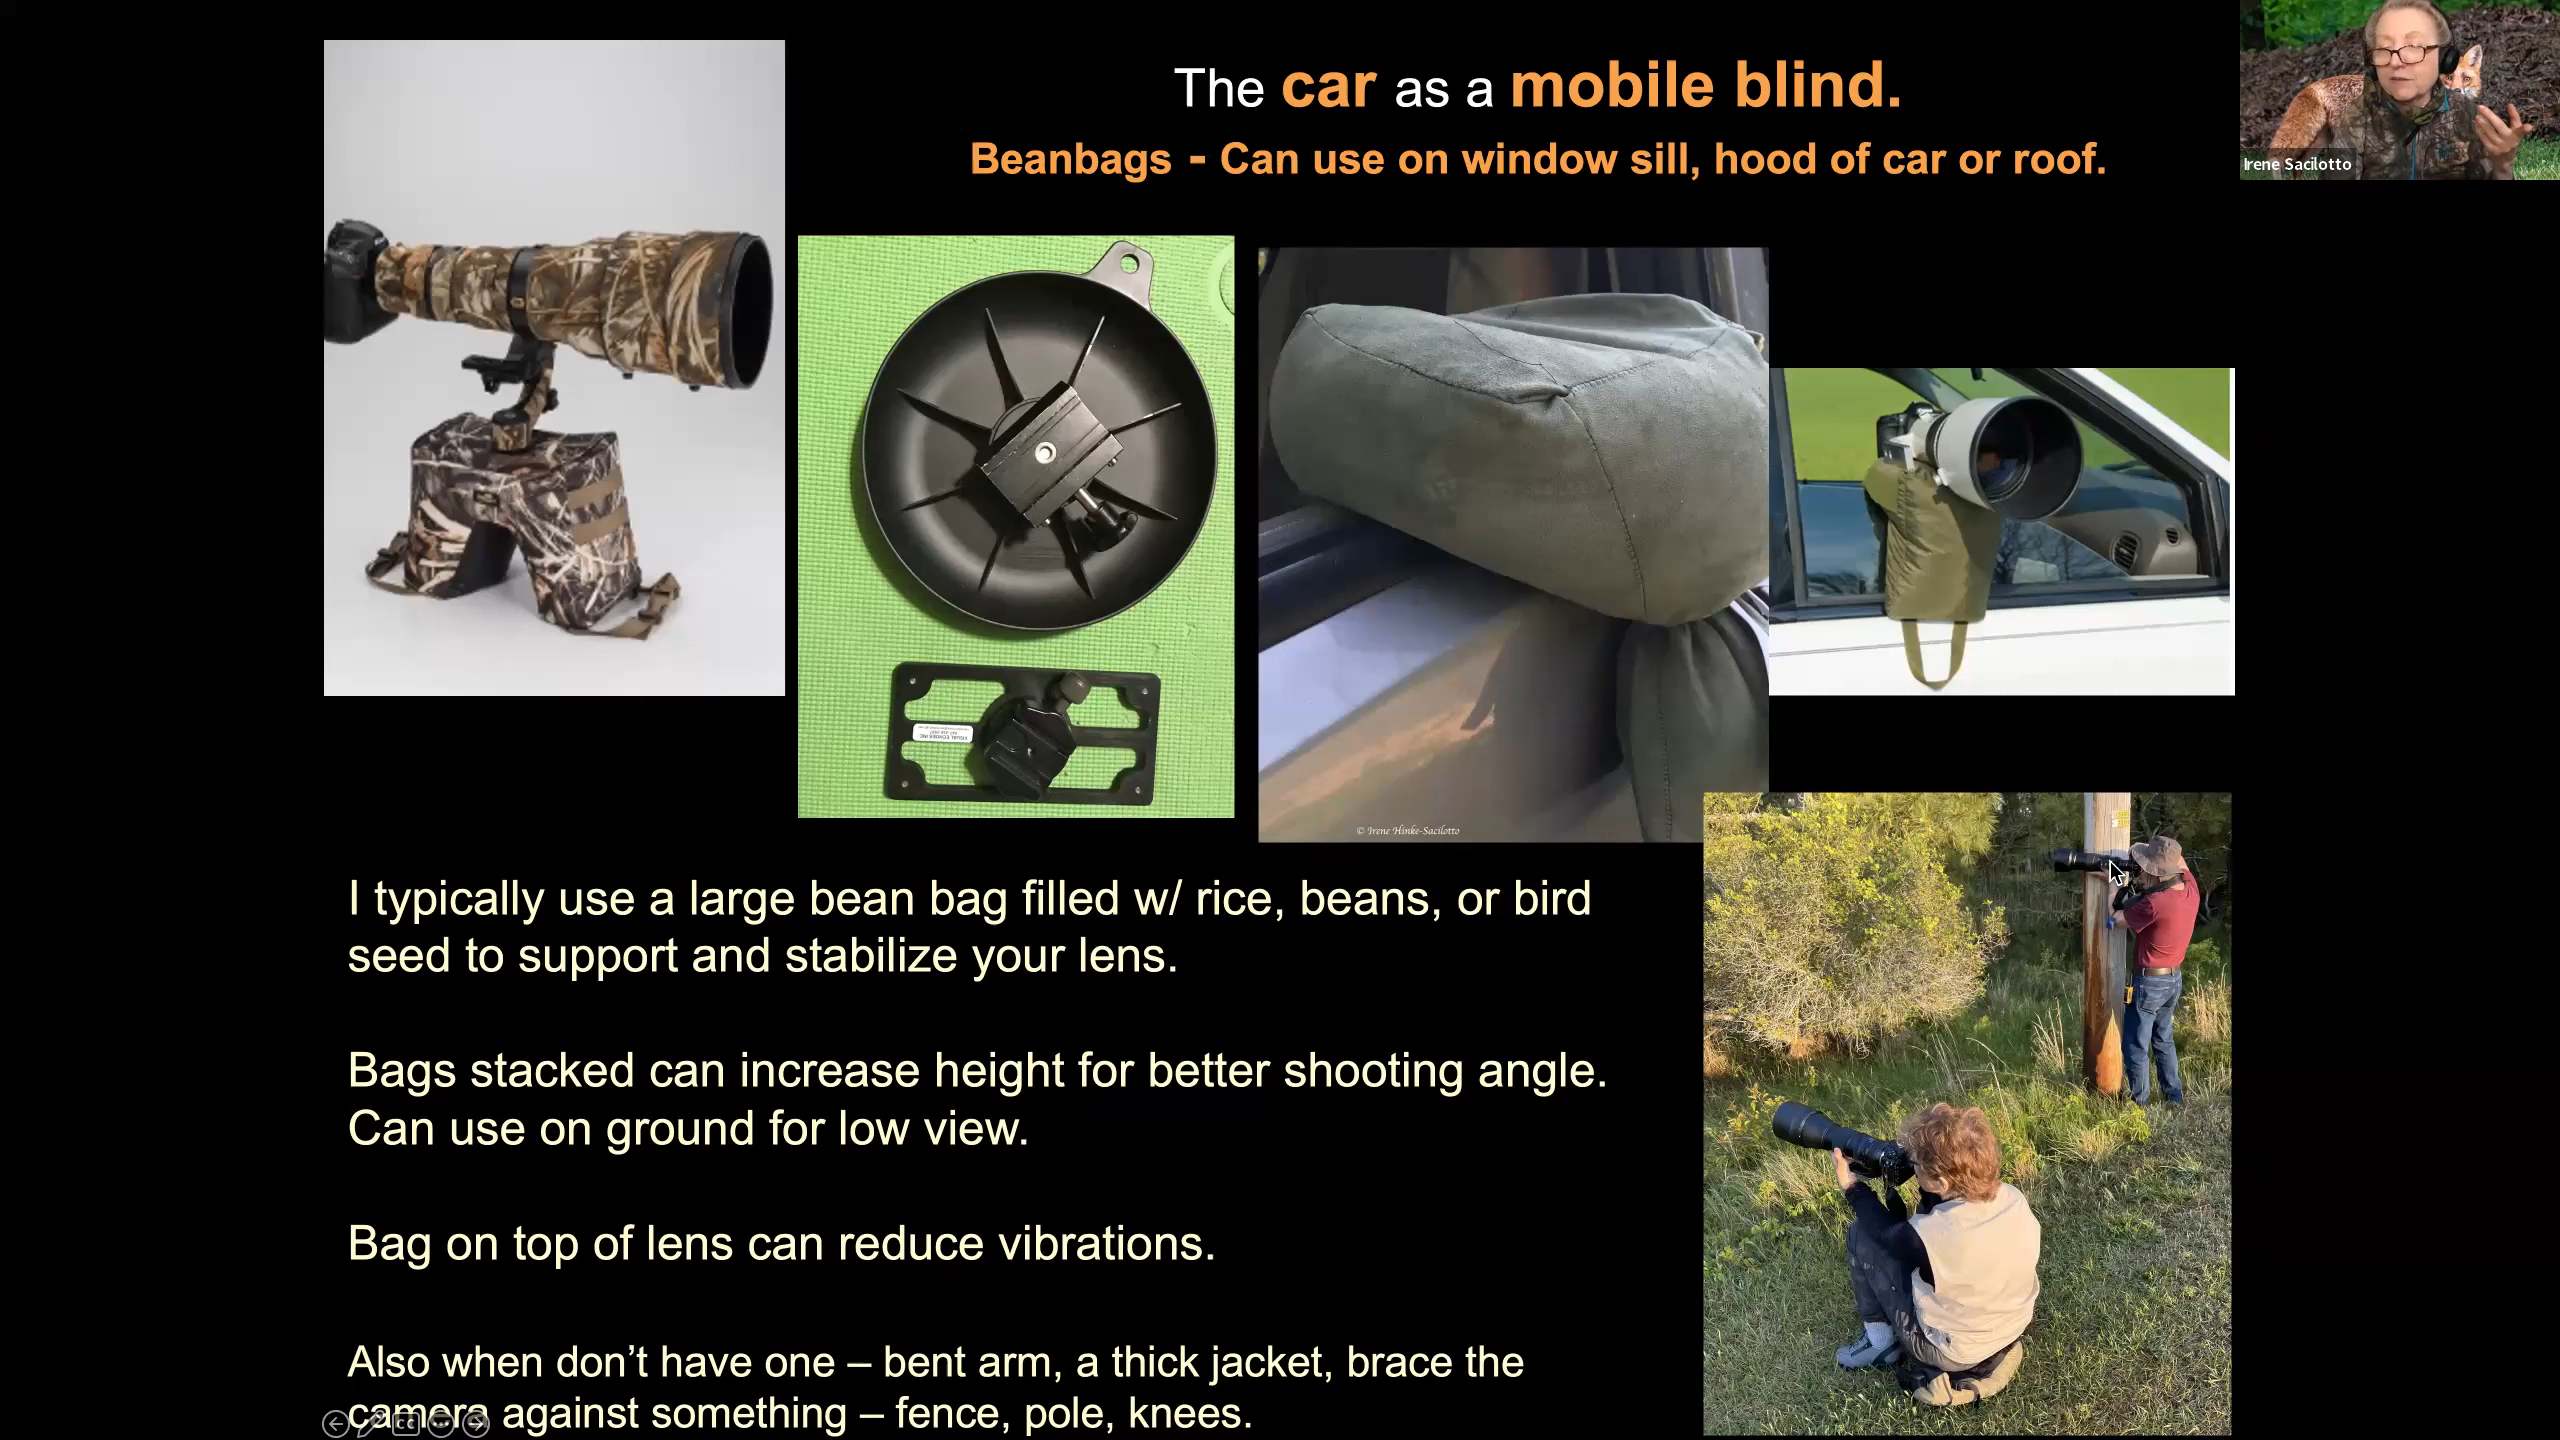 The car as a mobile blind.
Beanbags - Can use on window sill, hood of car or roof.
Irene Sacilotto
VISUAL ECHOES INC
© Irene Hinke-Sacilotto
I typically use a large bean bag filled w/ rice, beans, or bird
seed to support and stabilize your lens.
Bags stacked can increase height for better shooting angle.
Can use on ground for low view.
Bag on top of lens can reduce vibrations.
Also when don’t have one – bent arm, a thick jacket, brace the
camera against something – fence, pole, knees.
CC